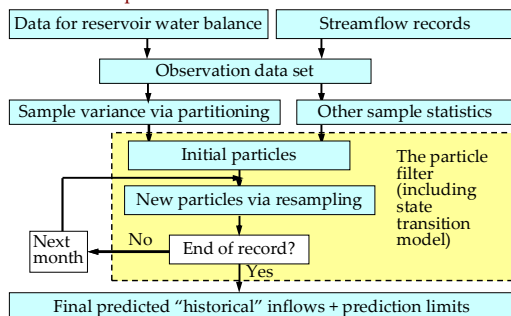 Data for reservoir water balance
Streamflow records
Observation data set
Sample variance via partitioning
Other sample statistics
Initial particles
The particle
filter
(including
state
transition
model)
New particles via resampling
Next
month
No
End of record?
Yes
Final predicted “historical” inflows + prediction limits